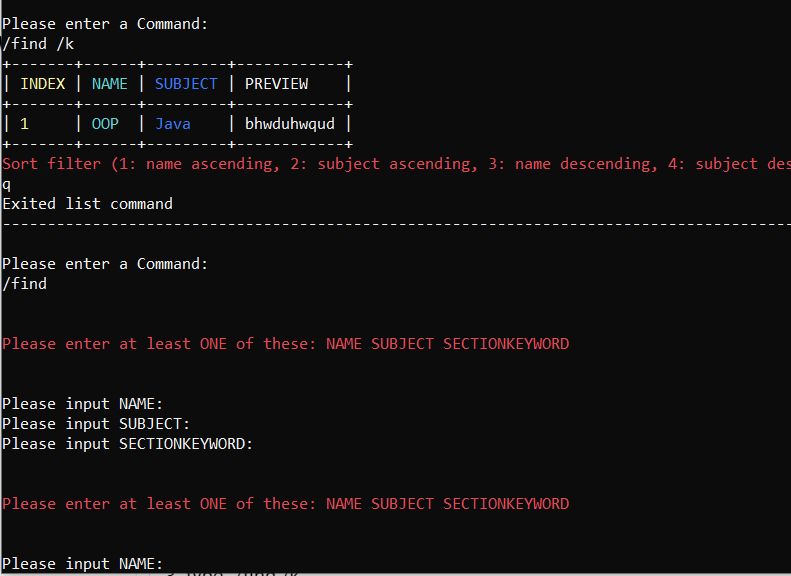 Please enter a Command:
/find /k
+-------+------+---------+------------+
| INDEX | NAME | SUBJECT | PREVIEW    |
+-------+------+---------+------------+
| 1     | OOP  | Java    | bhwduhwqud |
+-------+------+---------+------------+
Sort filter (1: name ascending, 2: subject ascending, 3: name descending, 4: subject des
q
Exited list command
----------------------------------------------------------------------------------------
Please enter a Command:
/find
Please enter at least ONE of these: NAME SUBJECT SECTIONKEYWORD
Please input NAME:
Please input SUBJECT:
Please input SECTIONKEYWORD:
Please enter at least ONE of these: NAME SUBJECT SECTIONKEYWORD
Please input NAME: